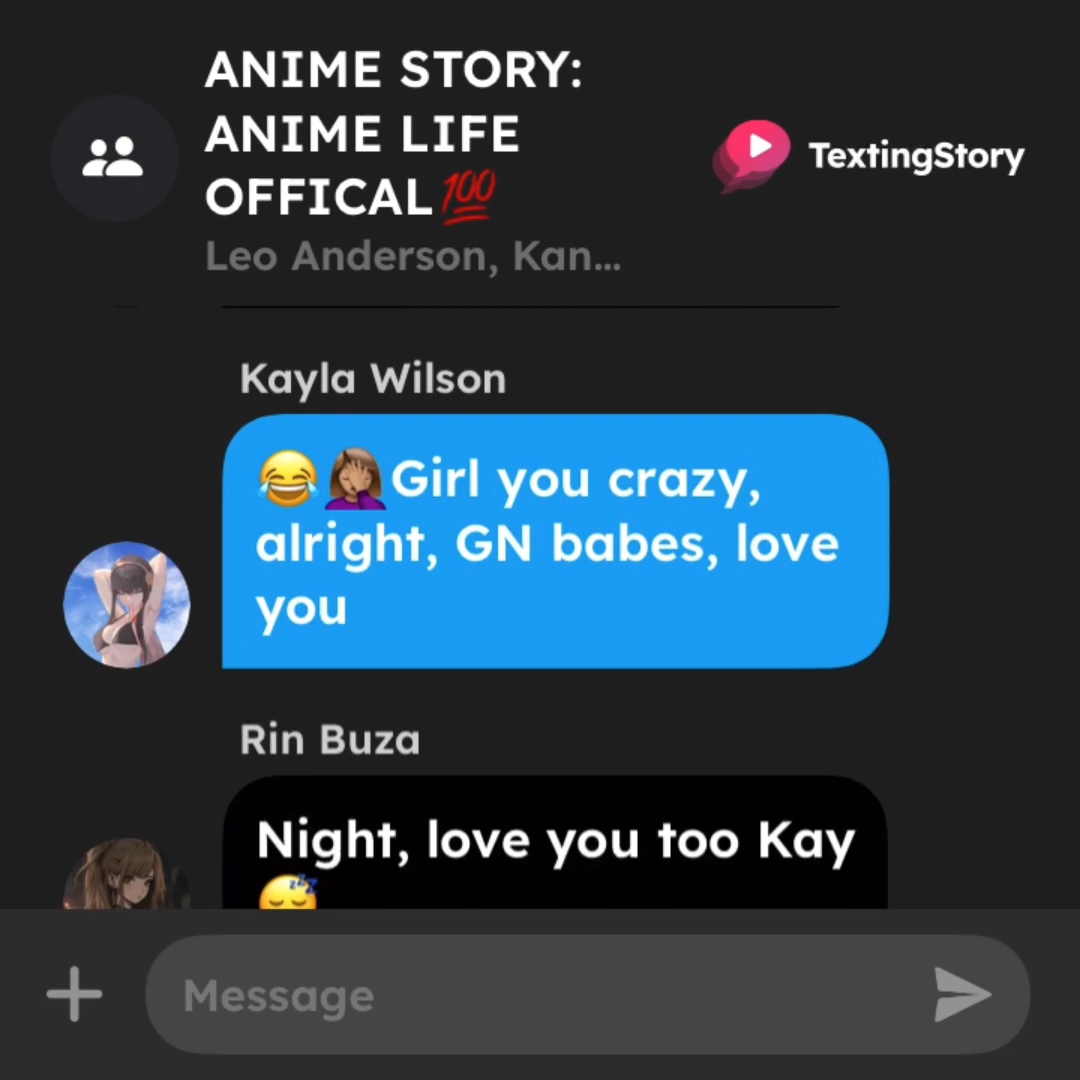 ANIME STORY:
ANIME LIFE
OFFICAL💯
TextingStory
Leo Anderson, Kan...
Kayla Wilson
😂🤦🏽‍♀️Girl you crazy,
alright, GN babes, love
you
Rin Buza
Night, love you too Kay
😴
Message